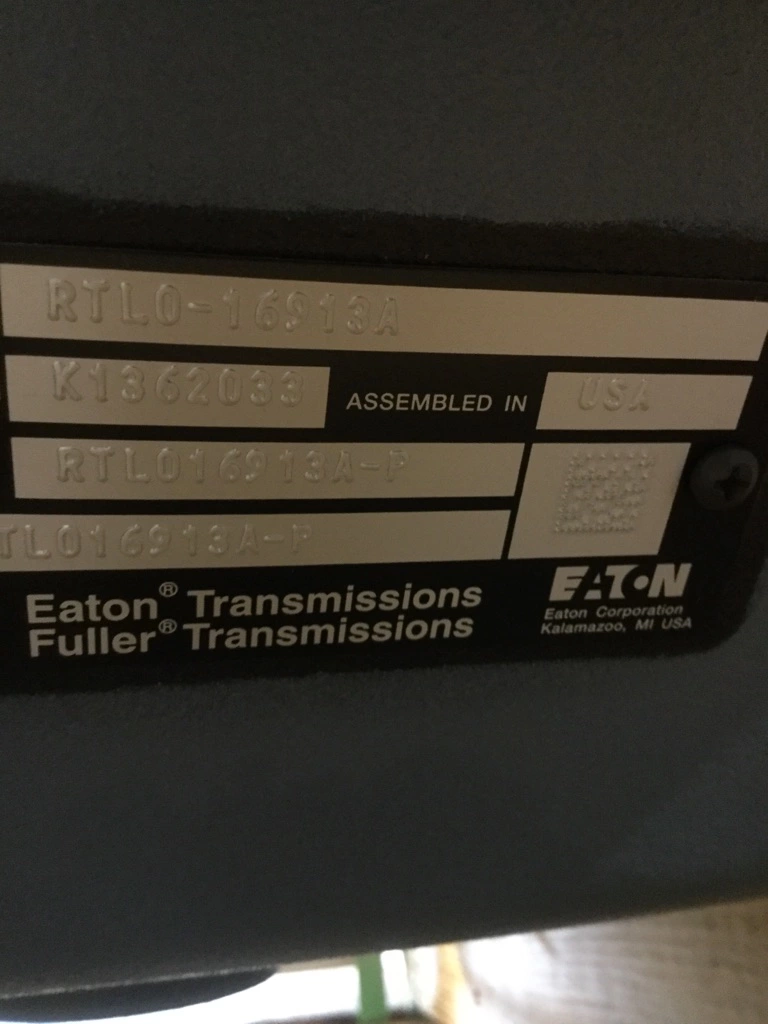 RTLO-16913A
K1362033 ASSEMBLED IN USA
RTLO16913A-P
TLO16913A-P
Eaton® Transmissions
Fuller® Transmissions
EATON
Eaton Corporation
Kalamazoo, MI USA